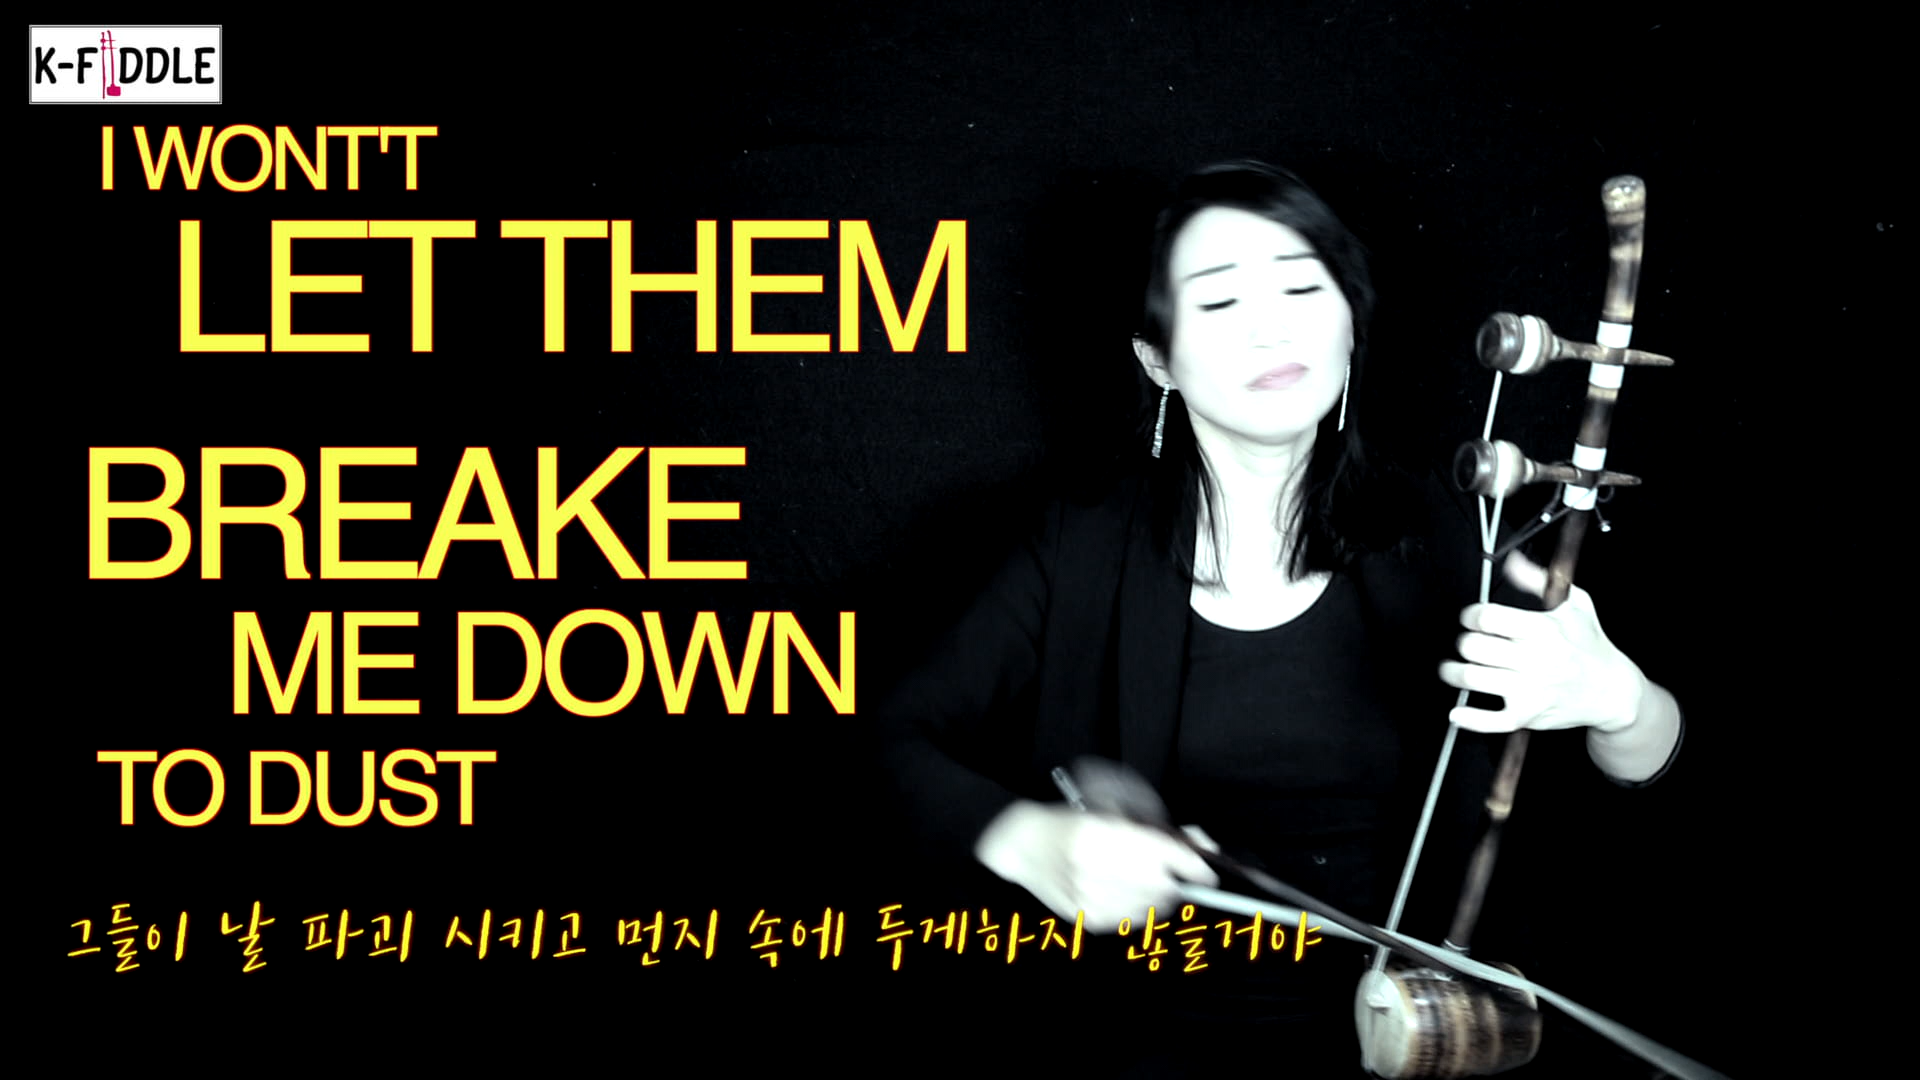 K-FIDDLE
I WONT'T
LET THEM
BREAKE
ME DOWN
TO DUST
그들이 날 파괴 시키고 먼지 속에 두게하지 않을거야